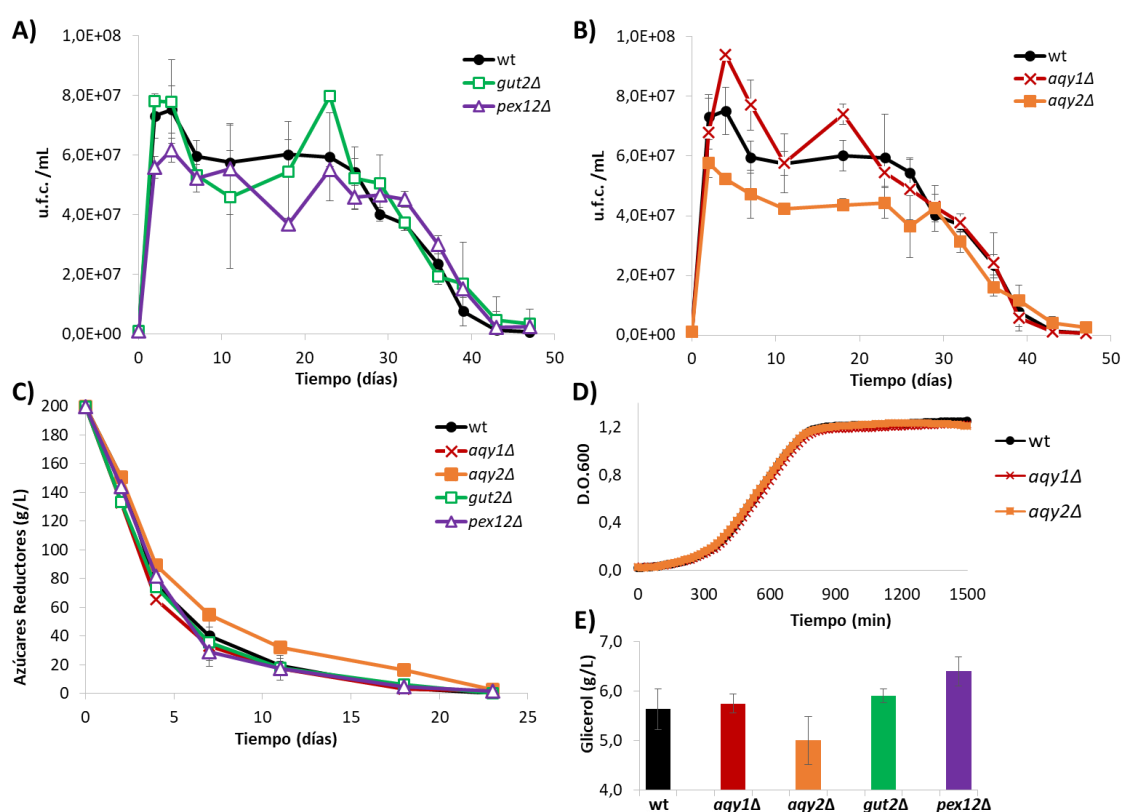 A)
1,0E+08
8,0E+07
6,0E+07
4,0E+07
2,0E+07
0,0E+00
u.f.c. /mL
0 10 20 30 40 50
Tiempo (días)
wt
gut2Δ
pex12Δ
B)
1,0E+08
8,0E+07
6,0E+07
4,0E+07
2,0E+07
0,0E+00
u.f.c. /mL
0 10 20 30 40 50
Tiempo (días)
wt
aqy1Δ
aqy2Δ
C)
200
180
160
140
120
100
80
60
40
20
0
Azúcares Reductores (g/L)
0 5 10 15 20 25
Tiempo (días)
wt
aqy1Δ
aqy2Δ
gut2Δ
pex12Δ
D)
1,2
0,8
0,4
0,0
D.O.600
0 300 600 900 1200 1500
Tiempo (min)
wt
aqy1Δ
aqy2Δ
E)
7,0
6,0
5,0
4,0
Glicerol (g/L)
wt aqy1Δ aqy2Δ gut2Δ pex12Δ